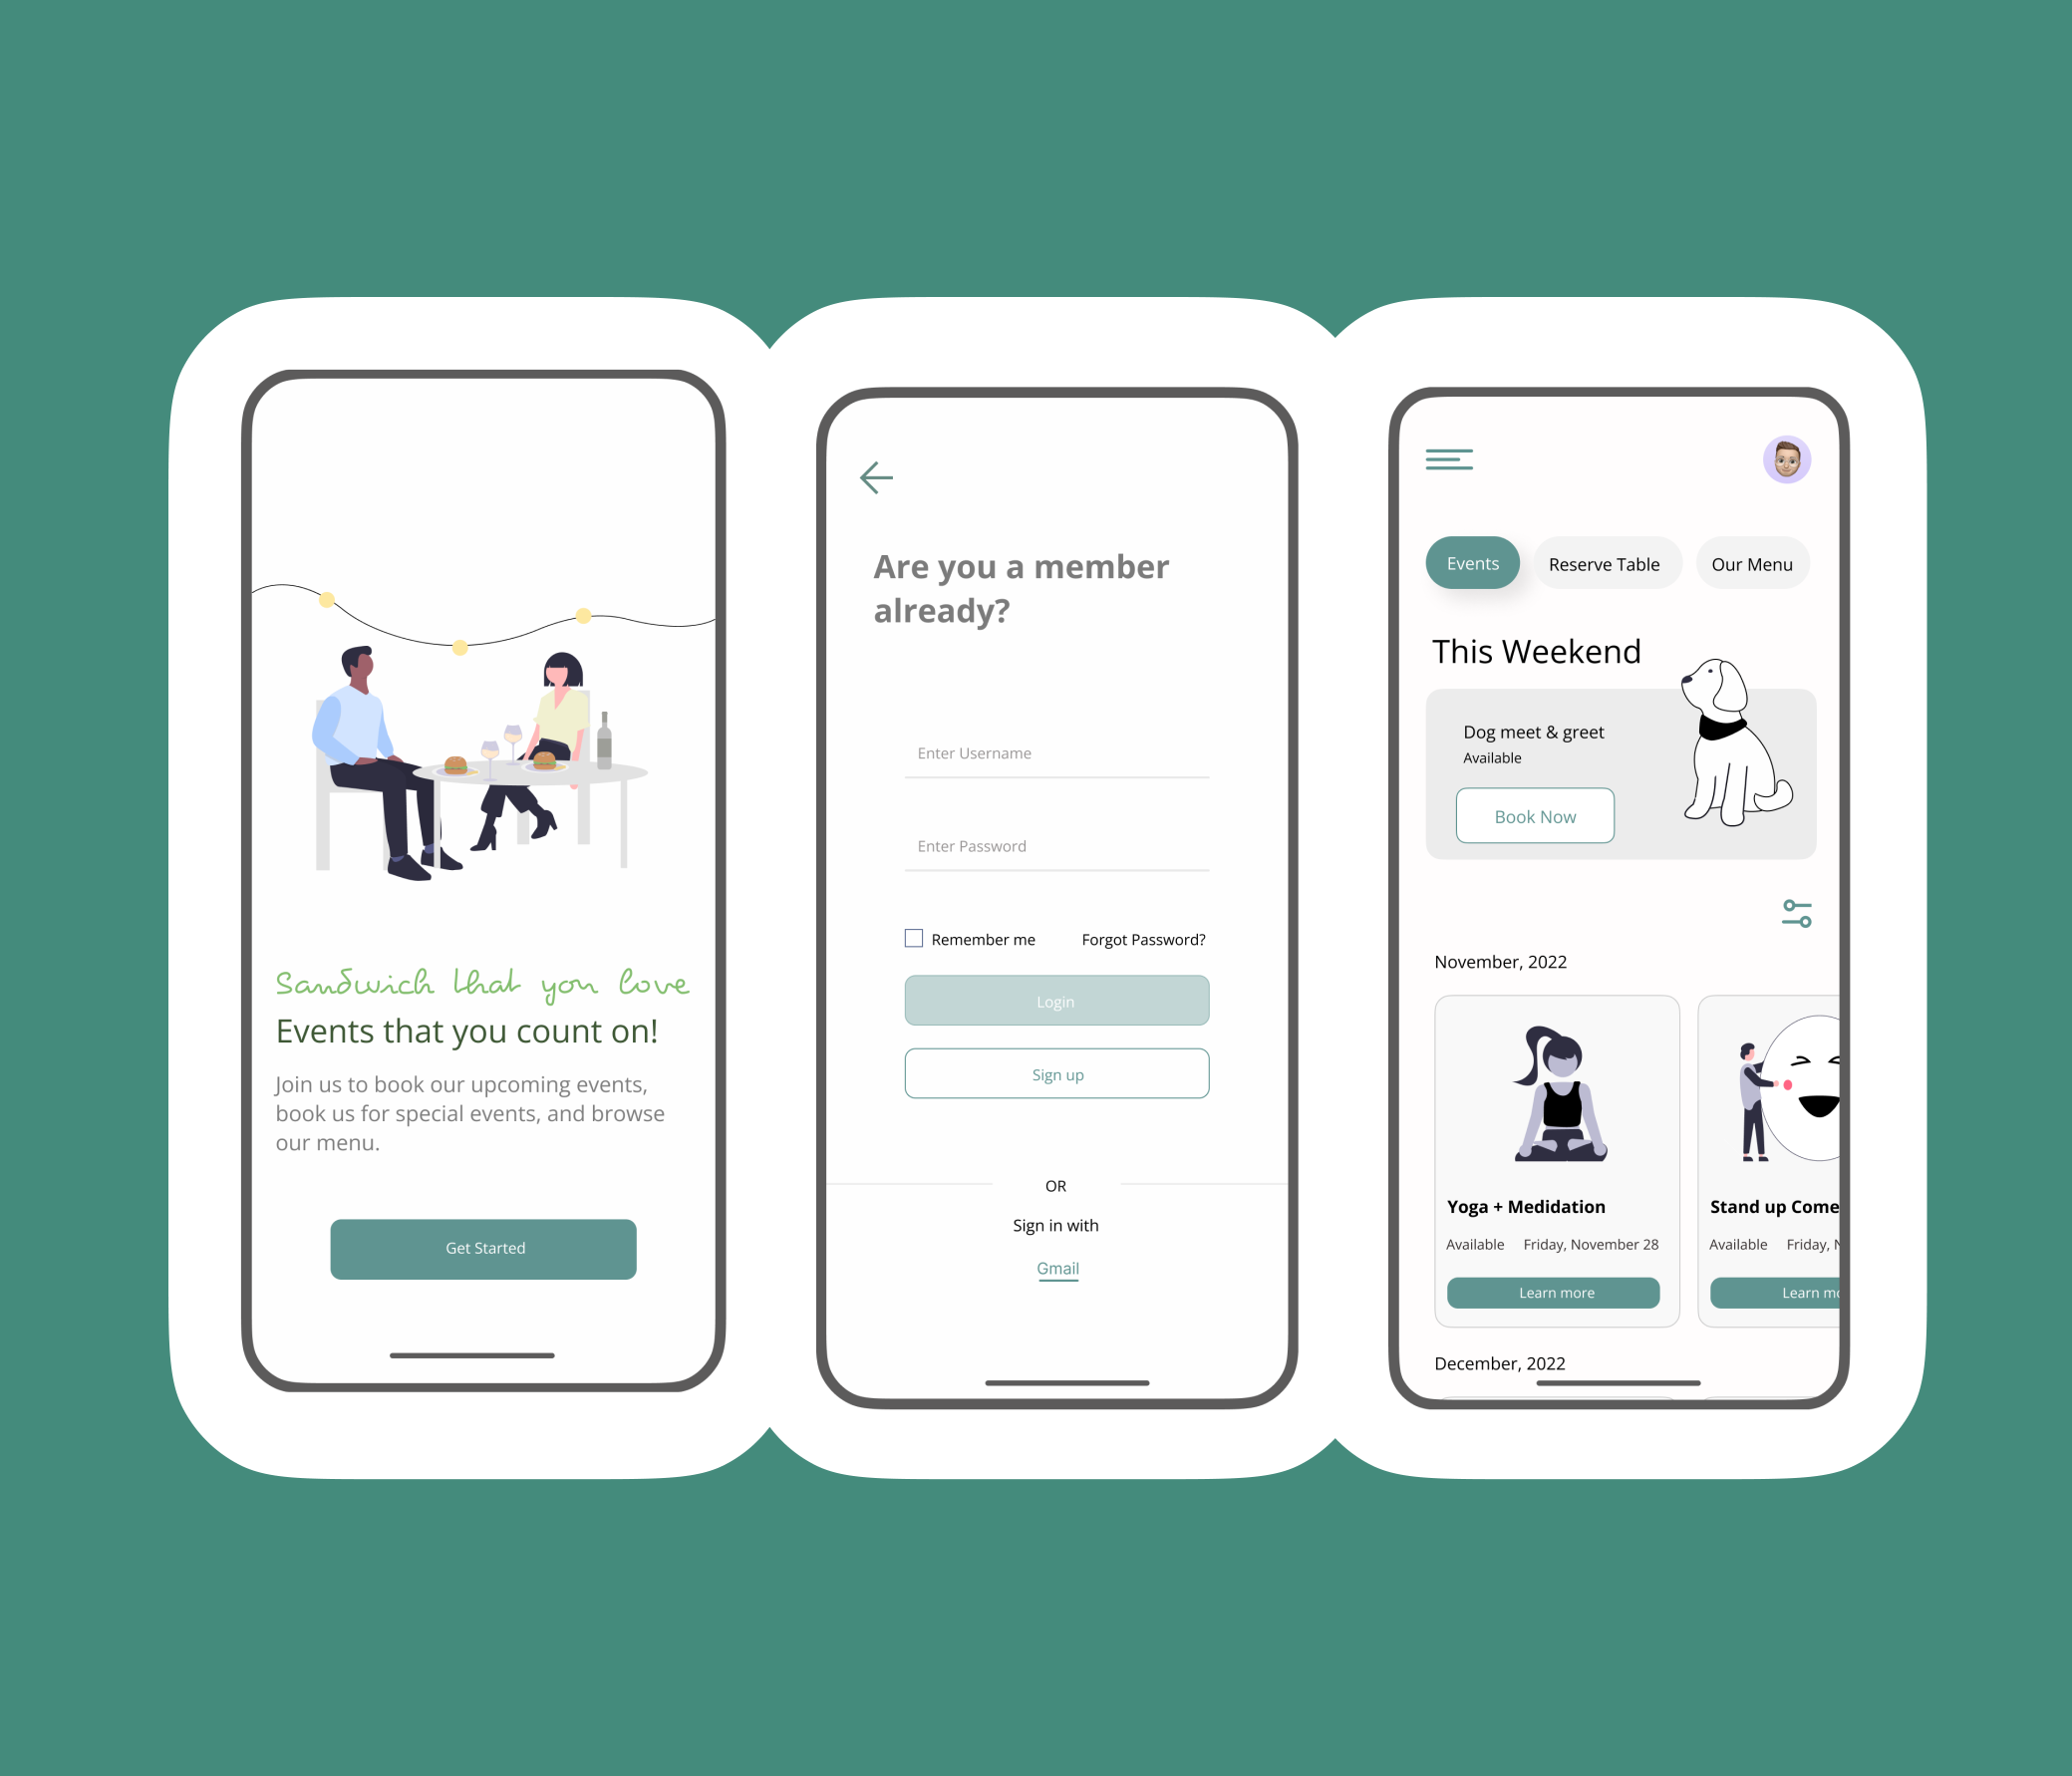 Sandwich that you love
Events that you count on!
Join us to book our upcoming events,
book us for special events, and browse
our menu.
Get Started
Are you a member
already?
Enter Username
Enter Password
Remember me Forgot Password?
Login
Sign up
OR
Sign in with
Gmail
Events Reserve Table Our Menu
This Weekend
Dog meet & greet
Available
Book Now
November, 2022
Yoga + Medidation
Available Friday, November 28
Learn more
Stand up Come
Available Friday, N
Learn mo
December, 2022